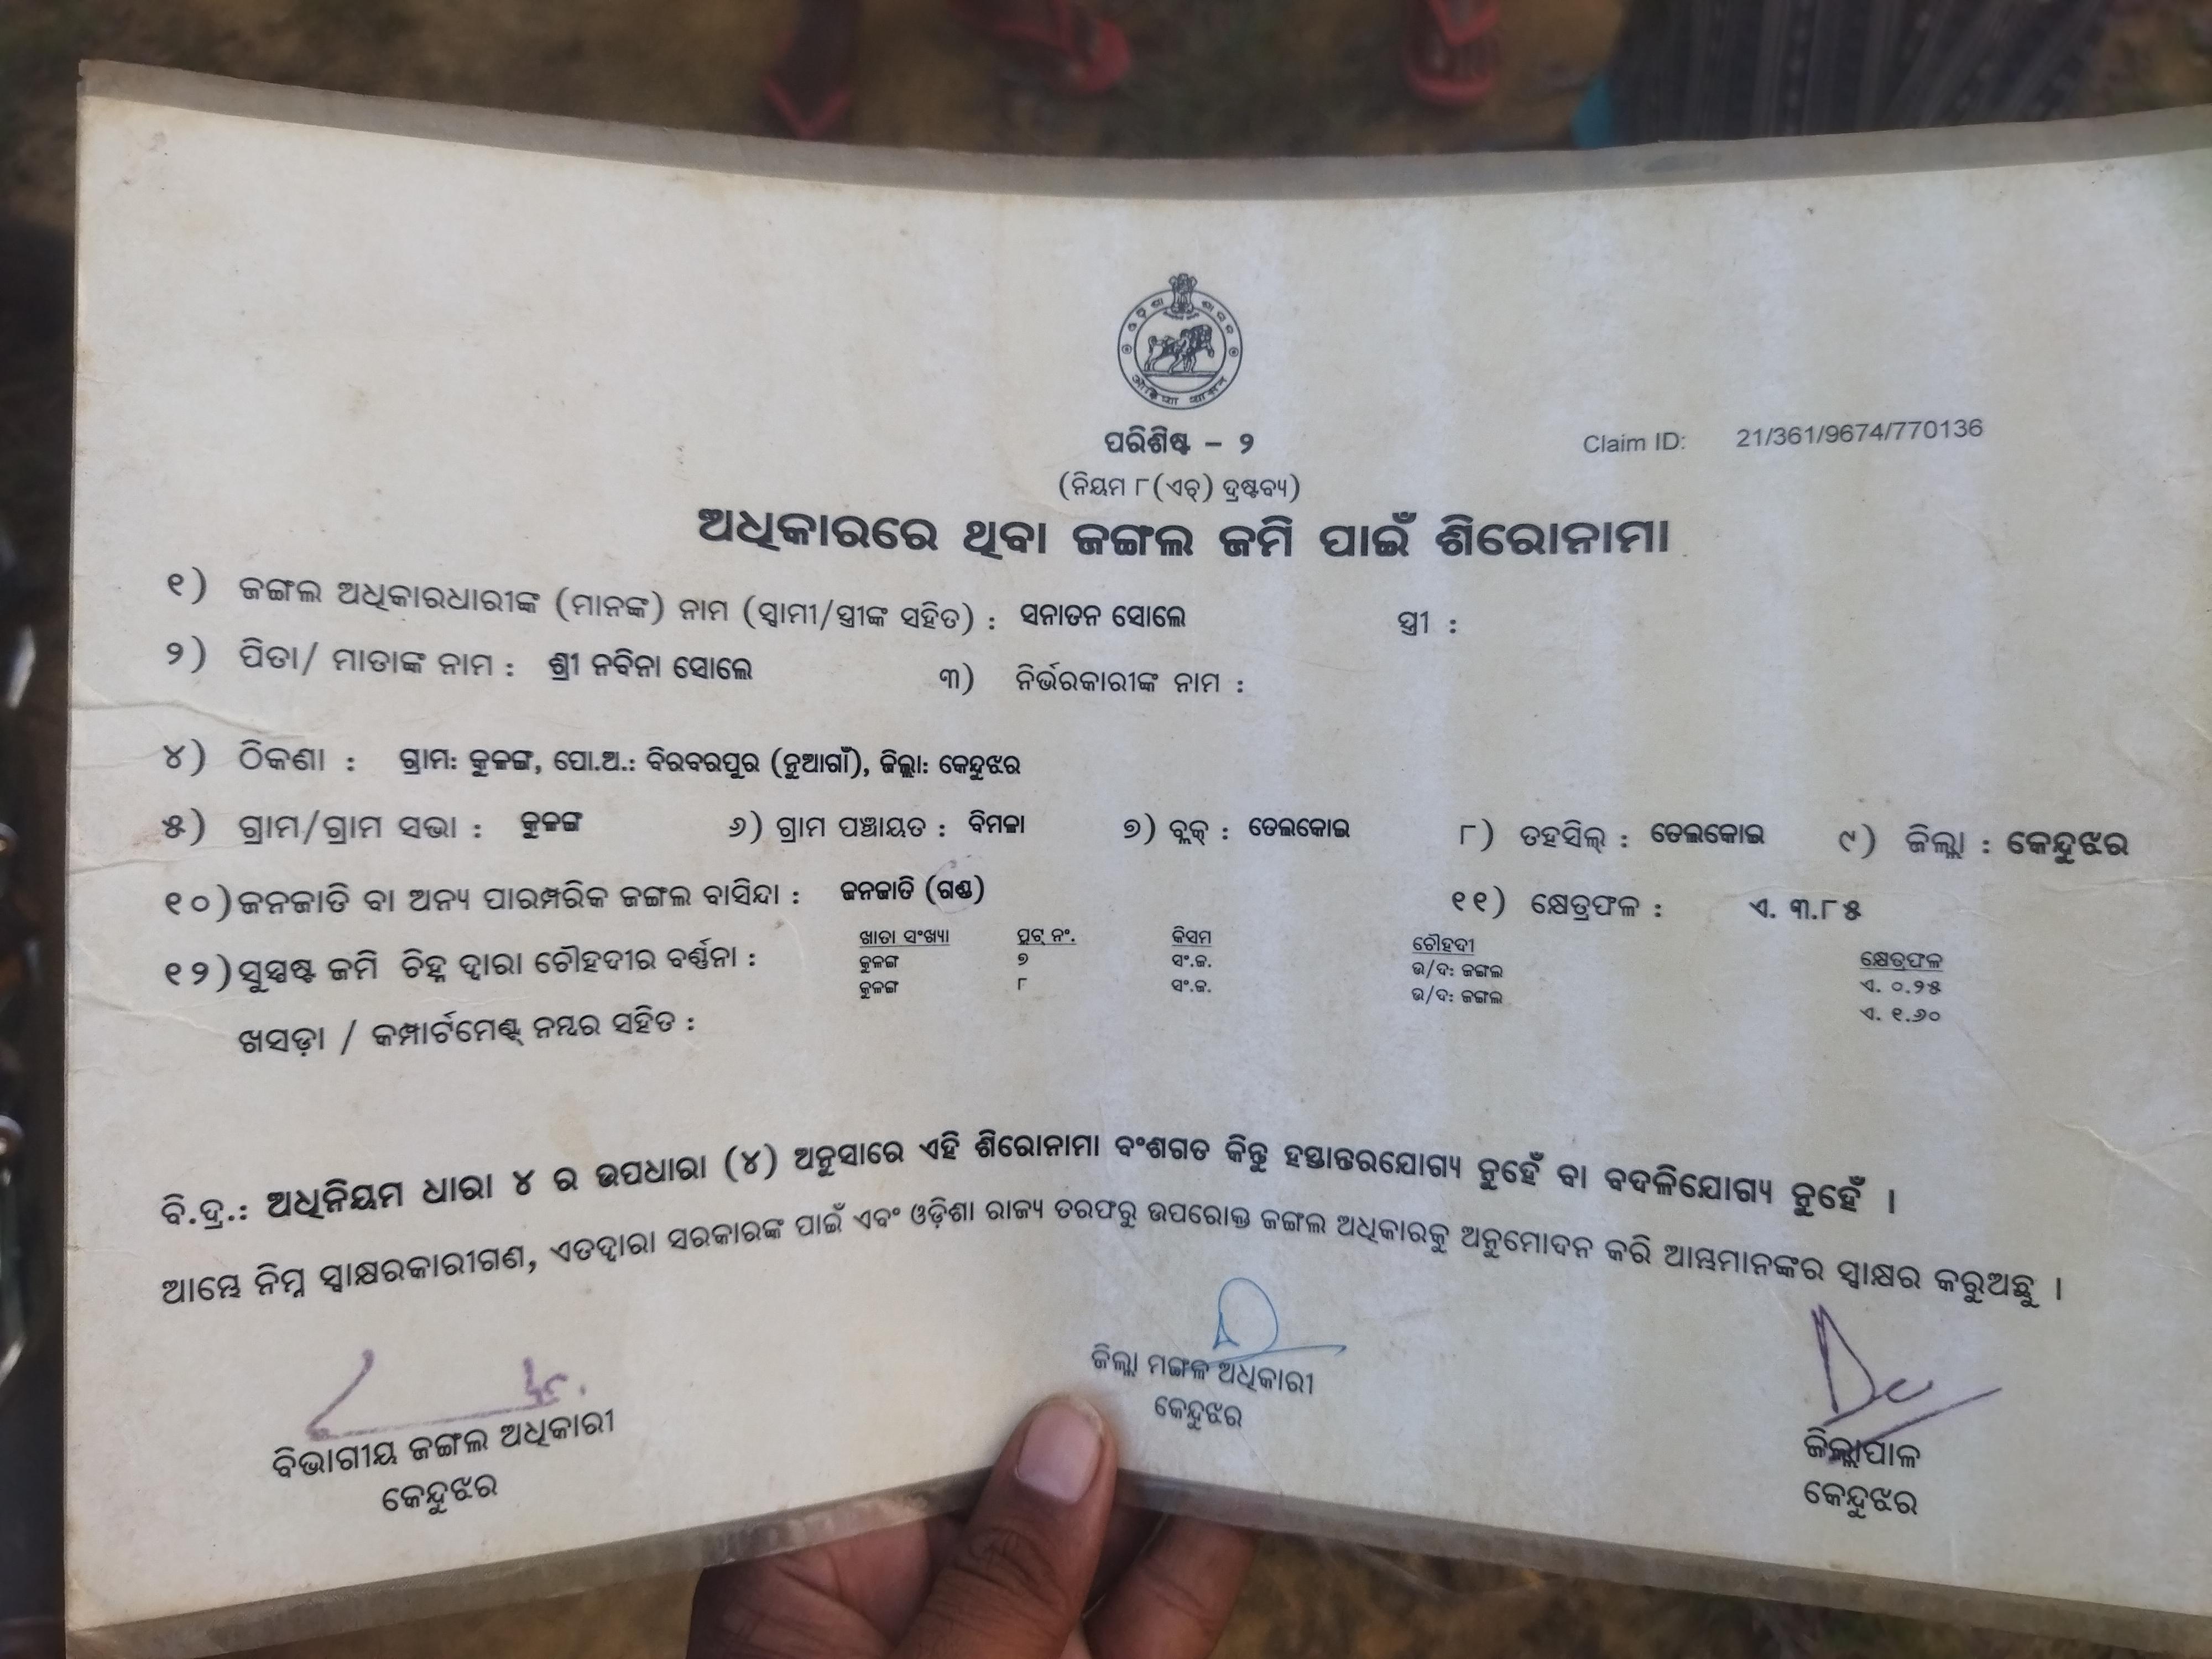 ପରିଶିଷ୍ଟ – ୨
Claim ID: 21/361/9674/770136
(ନିୟମ ୮(ଏଚ୍) ଦ୍ରଷ୍ଟବ୍ୟ)
ଅଧିକାରରେ ଥିବା ଜଙ୍ଗଲ ଜମି ପାଇଁ ଶିରୋନାମା
୧) ଜଙ୍ଗଲ ଅଧିକାରଧାରୀଙ୍କ (ମାନଙ୍କ) ନାମ (ସ୍ୱାମୀ/ସ୍ତ୍ରୀଙ୍କ ସହିତ) : ସନାତନ ସୋଲେ ସ୍ତ୍ରୀ :
୨) ପିତା/ ମାତାଙ୍କ ନାମ : ଶ୍ରୀ ନବିନା ସୋଲେ ୩) ନିର୍ଭରକାରୀଙ୍କ ନାମ :
୪) ଠିକଣା : ଗ୍ରାମ: କୁଳଙ୍ଗ, ପୋ.ଅ.: ବିରବରପୁର (ନୁଆଗାଁ), ଜିଲ୍ଲା: କେନ୍ଦୁଝର
୫) ଗ୍ରାମ/ଗ୍ରାମ ସଭା : କୁଳଙ୍ଗ ୬) ଗ୍ରାମ ପଞ୍ଚାୟତ : ବିମଳା ୭) ବ୍ଲକ୍ : ତେଲକୋଇ ୮) ତହସିଲ୍ : ତେଲକୋଇ ୯) ଜିଲ୍ଲା : କେନ୍ଦୁଝର
୧୦) ଜନଜାତି ବା ଅନ୍ୟ ପାରମ୍ପରିକ ଜଙ୍ଗଲ ବାସିନ୍ଦା : ଜନଜାତି (ଗଣ୍ଡ) ୧୧) କ୍ଷେତ୍ରଫଳ : ଏ. ୩.୮୫
୧୨) ସୁସ୍ପଷ୍ଟ ଜମି ଚିହ୍ନ ଦ୍ୱାରା ଚୌହଦୀର ବର୍ଣ୍ଣନା :
ଖସଡ଼ା / କମ୍ପାର୍ଟମେଣ୍ଟ୍ ନମ୍ବର ସହିତ :
ଖାତା ସଂଖ୍ୟା ପ୍ଲଟ୍ ନଂ. କିସମ ଚୌହଦୀ କ୍ଷେତ୍ରଫଳ
କୁଳଙ୍ଗ ୭ ସଂ.ଜ. ଉ/ଦ: ଜଙ୍ଗଲ ଏ. ୦.୨୫
କୁଳଙ୍ଗ ୮ ସଂ.ଜ. ଉ/ଦ: ଜଙ୍ଗଲ ଏ. ୧.୬୦
ବି.ଦ୍ର.: ଅଧିନିୟମ ଧାରା ୪ ର ଉପଧାରା (୪) ଅନୁସାରେ ଏହି ଶିରୋନାମା ବଂଶଗତ କିନ୍ତୁ ହସ୍ତାନ୍ତରଯୋଗ୍ୟ ନୁହେଁ ବା ବଦଳିଯୋଗ୍ୟ ନୁହେଁ ।
ଆମ୍ଭେ ନିମ୍ନ ସ୍ୱାକ୍ଷରକାରୀଗଣ, ଏତଦ୍ୱାରା ସରକାରଙ୍କ ପାଇଁ ଏବଂ ଓଡ଼ିଶା ରାଜ୍ୟ ତରଫରୁ ଉପରୋକ୍ତ ଜଙ୍ଗଲ ଅଧିକାରକୁ ଅନୁମୋଦନ କରି ଆମ୍ଭମାନଙ୍କର ସ୍ୱାକ୍ଷର କରୁଅଛୁ ।
ବିଭାଗୀୟ ଜଙ୍ଗଲ ଅଧିକାରୀ
କେନ୍ଦୁଝର
ଜିଲ୍ଲା ମଙ୍ଗଳ ଅଧିକାରୀ
କେନ୍ଦୁଝର
ଜିଲ୍ଲାପାଳ
କେନ୍ଦୁଝର